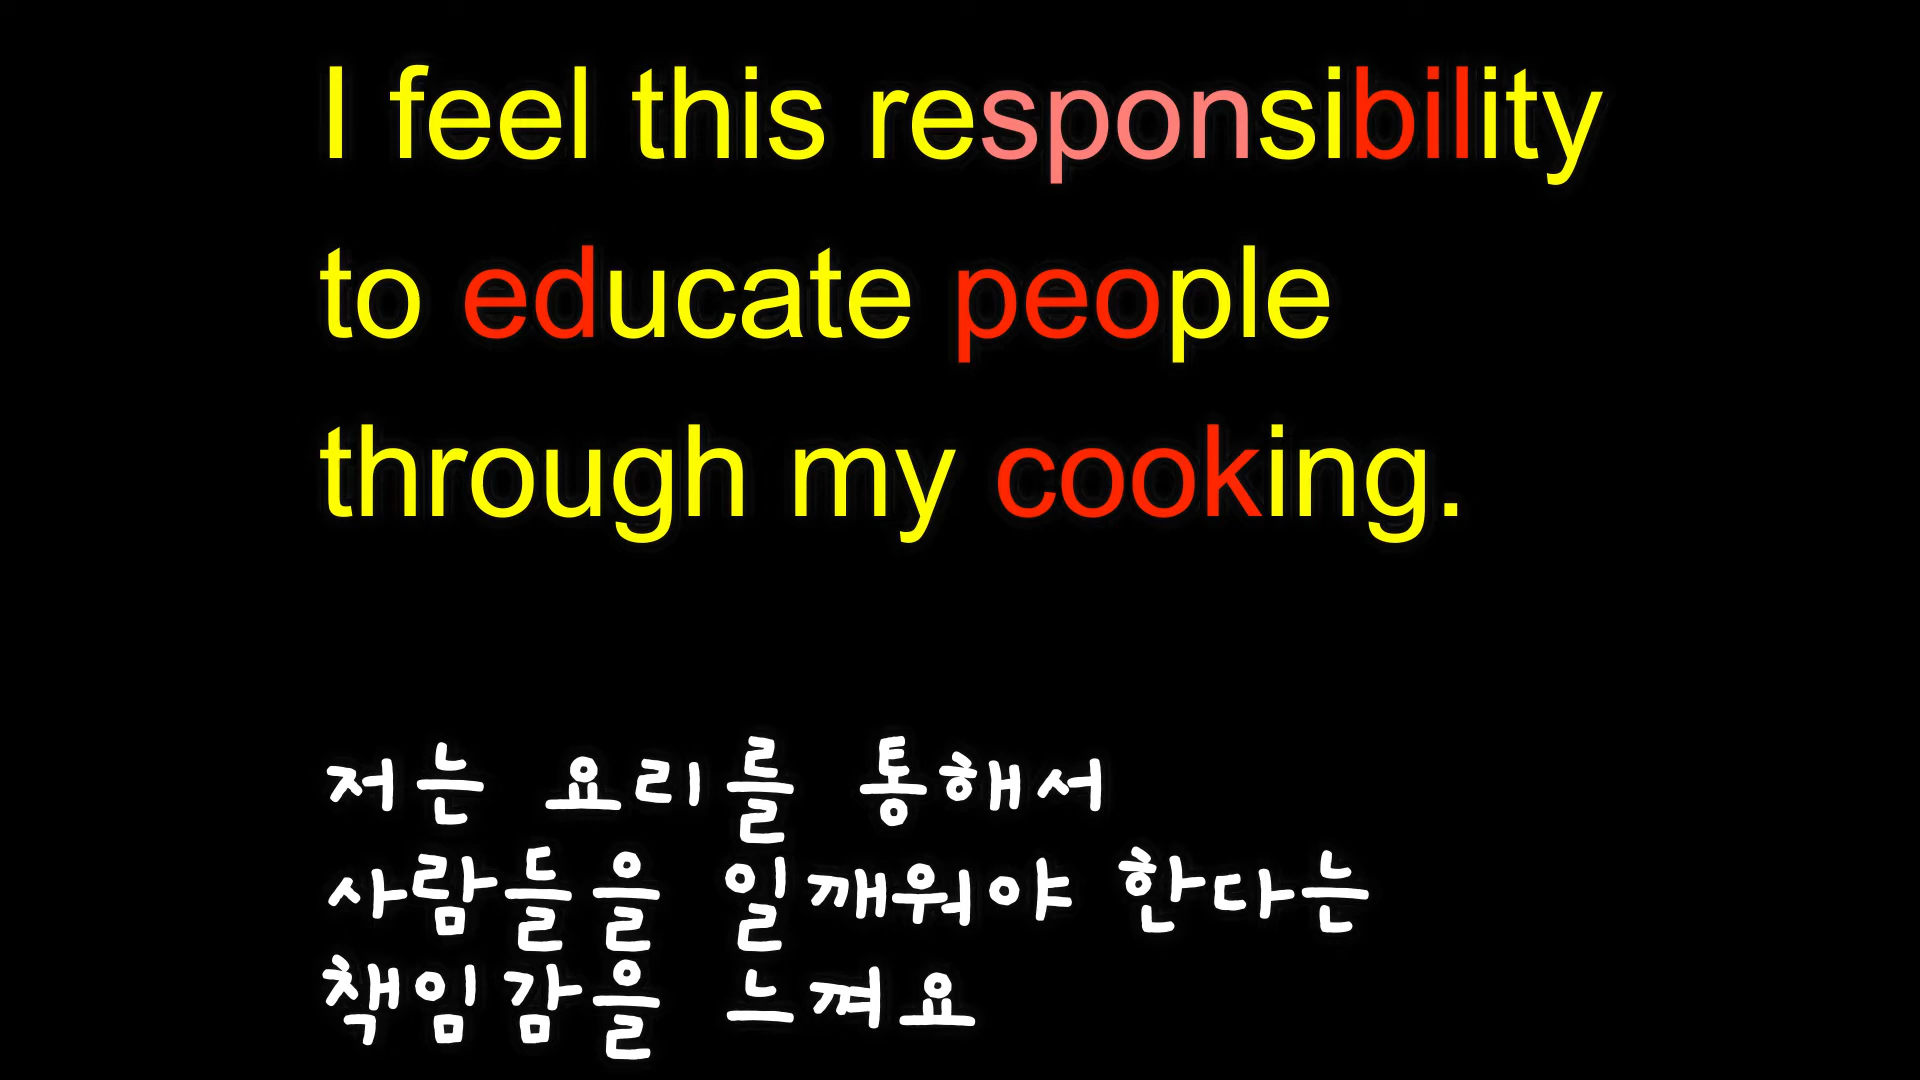 I feel this responsibility
to educate people
through my cooking.
저는 요리를 통해서
사람들을 일깨워야 한다는
책임감을 느껴요